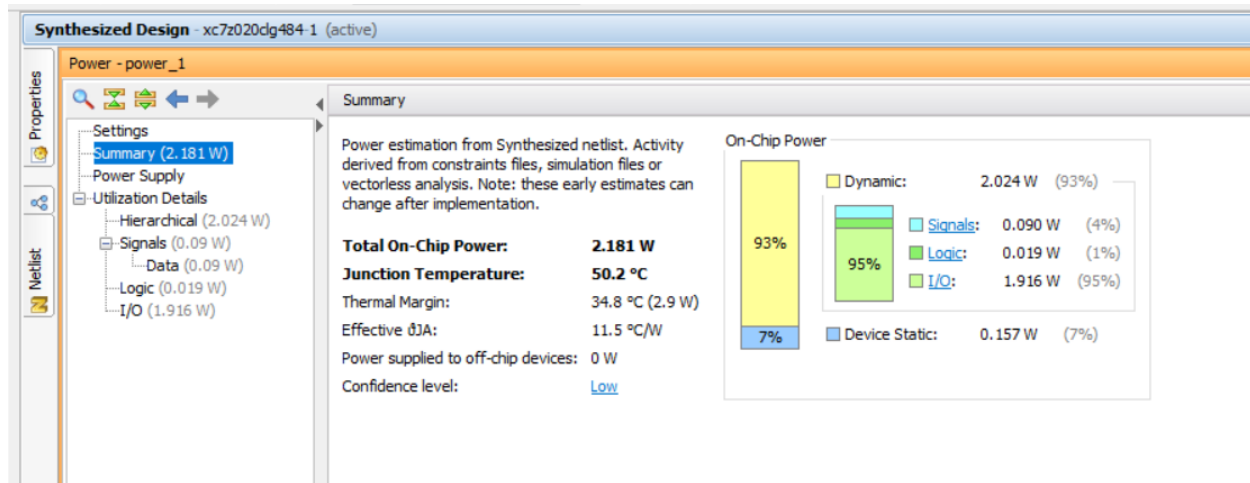 Synthesized Design - xc7z020clg484-1 (active)
Properties
Netlist
Power - power_1
Settings
Summary (2.181 W)
Power Supply
Utilization Details
Hierarchical (2.024 W)
Signals (0.09 W)
Data (0.09 W)
Logic (0.019 W)
I/O (1.916 W)
Summary
Power estimation from Synthesized netlist. Activity
derived from constraints files, simulation files or
vectorless analysis. Note: these early estimates can
change after implementation.
Total On-Chip Power: 2.181 W
Junction Temperature: 50.2 °C
Thermal Margin: 34.8 °C (2.9 W)
Effective ϑJA: 11.5 °C/W
Power supplied to off-chip devices: 0 W
Confidence level: Low
On-Chip Power
93%
7%
Dynamic: 2.024 W (93%)
95%
Signals: 0.090 W (4%)
Logic: 0.019 W (1%)
I/O: 1.916 W (95%)
Device Static: 0.157 W (7%)